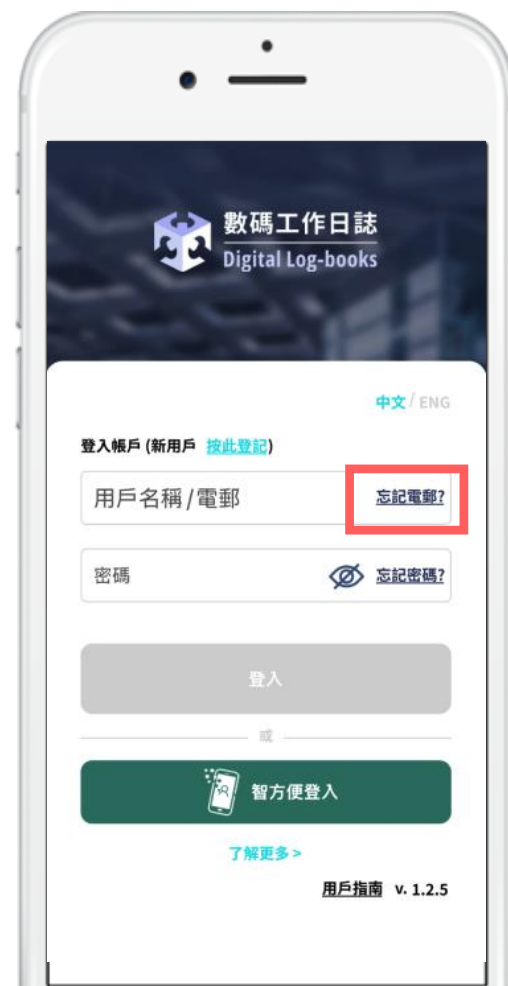 數碼工作日誌
Digital Log-books
中文 / ENG
登入帳戶 (新用戶 按此登記)
用戶名稱/電郵 忘記電郵?
密碼 忘記密碼?
登入
或
智方便登入
了解更多 >
用戶指南 v. 1.2.5